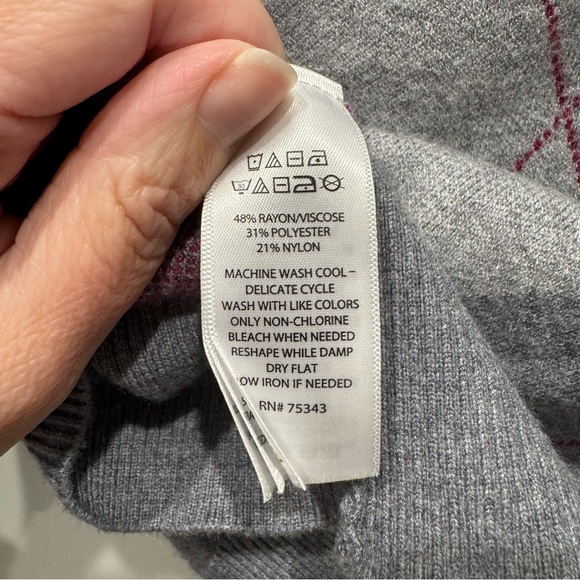 48% RAYON/VISCOSE
31% POLYESTER
21% NYLON
MACHINE WASH COOL –
DELICATE CYCLE
WASH WITH LIKE COLORS
ONLY NON-CHLORINE
BLEACH WHEN NEEDED
RESHAPE WHILE DAMP
DRY FLAT
LOW IRON IF NEEDED
RN# 75343